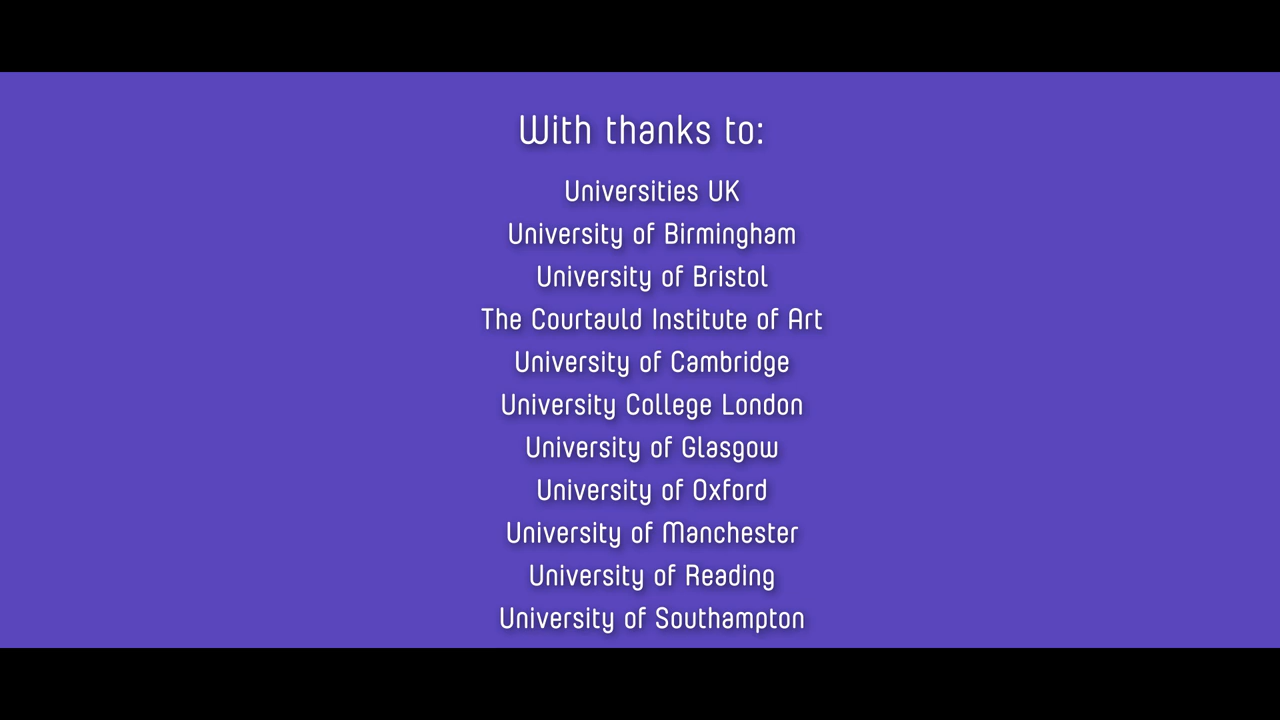 With thanks to:
Universities UK
University of Birmingham
University of Bristol
The Courtauld Institute of Art
University of Cambridge
University College London
University of Glasgow
University of Oxford
University of Manchester
University of Reading
University of Southampton